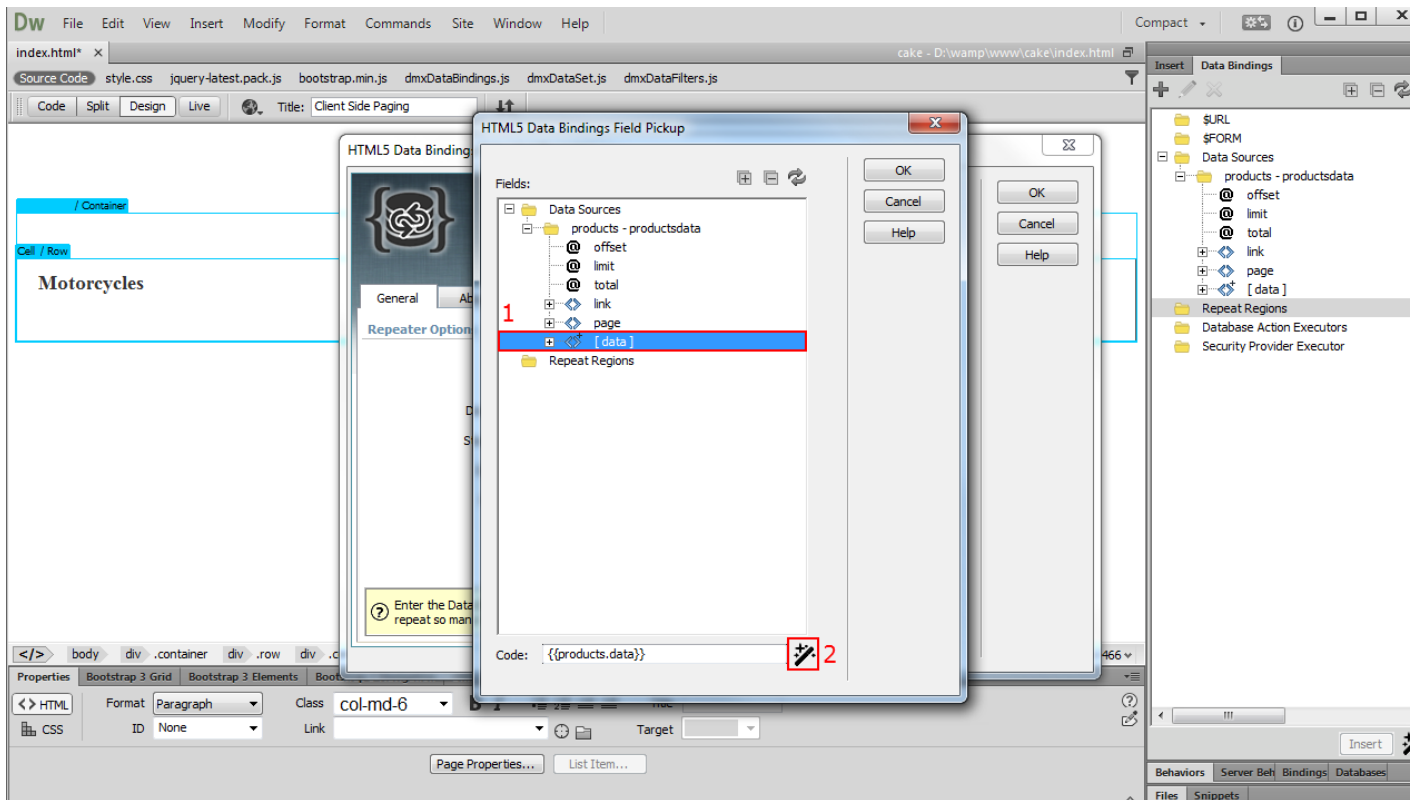 Dw File Edit View Insert Modify Format Commands Site Window Help Compact
index.html* × cake - D:\wamp\www\cake\index.html
Source Code style.css jquery-latest.pack.js bootstrap.min.js dmxDataBindings.js dmxDataSet.js dmxDataFilters.js
Code Split Design Live Title: Client Side Paging
/ Container
Cell / Row
Motorcycles
HTML5 Data Bindings
General
Repeater Option
Enter the Data
repeat so man
OK
Cancel
Help
HTML5 Data Bindings Field Pickup
Fields:
Data Sources
products - productsdata
@ offset
@ limit
@ total
link
page
[ data ]
Repeat Regions
1
Code: {{products.data}}
2
OK
Cancel
Help
Insert Data Bindings
$URL
$FORM
Data Sources
products - productsdata
@ offset
@ limit
@ total
link
page
[ data ]
Repeat Regions
Database Action Executors
Security Provider Executor
Insert
Behaviors Server Beh Bindings Databases
Files Snippets
</> body div .container div .row div .c 466
Properties Bootstrap 3 Grid Bootstrap 3 Elements Boot
<> HTML Format Paragraph Class col-md-6 B I
CSS ID None Link Target
Page Properties... List Item...